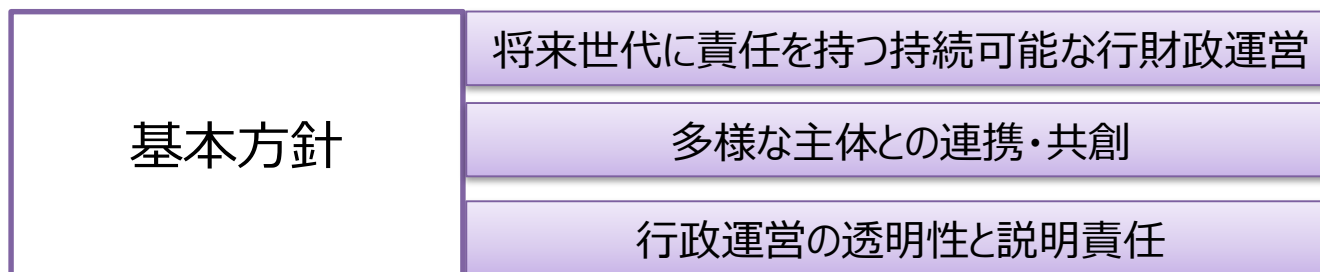 基本方針
将来世代に責任を持つ持続可能な行財政運営
多様な主体との連携・共創
行政運営の透明性と説明責任